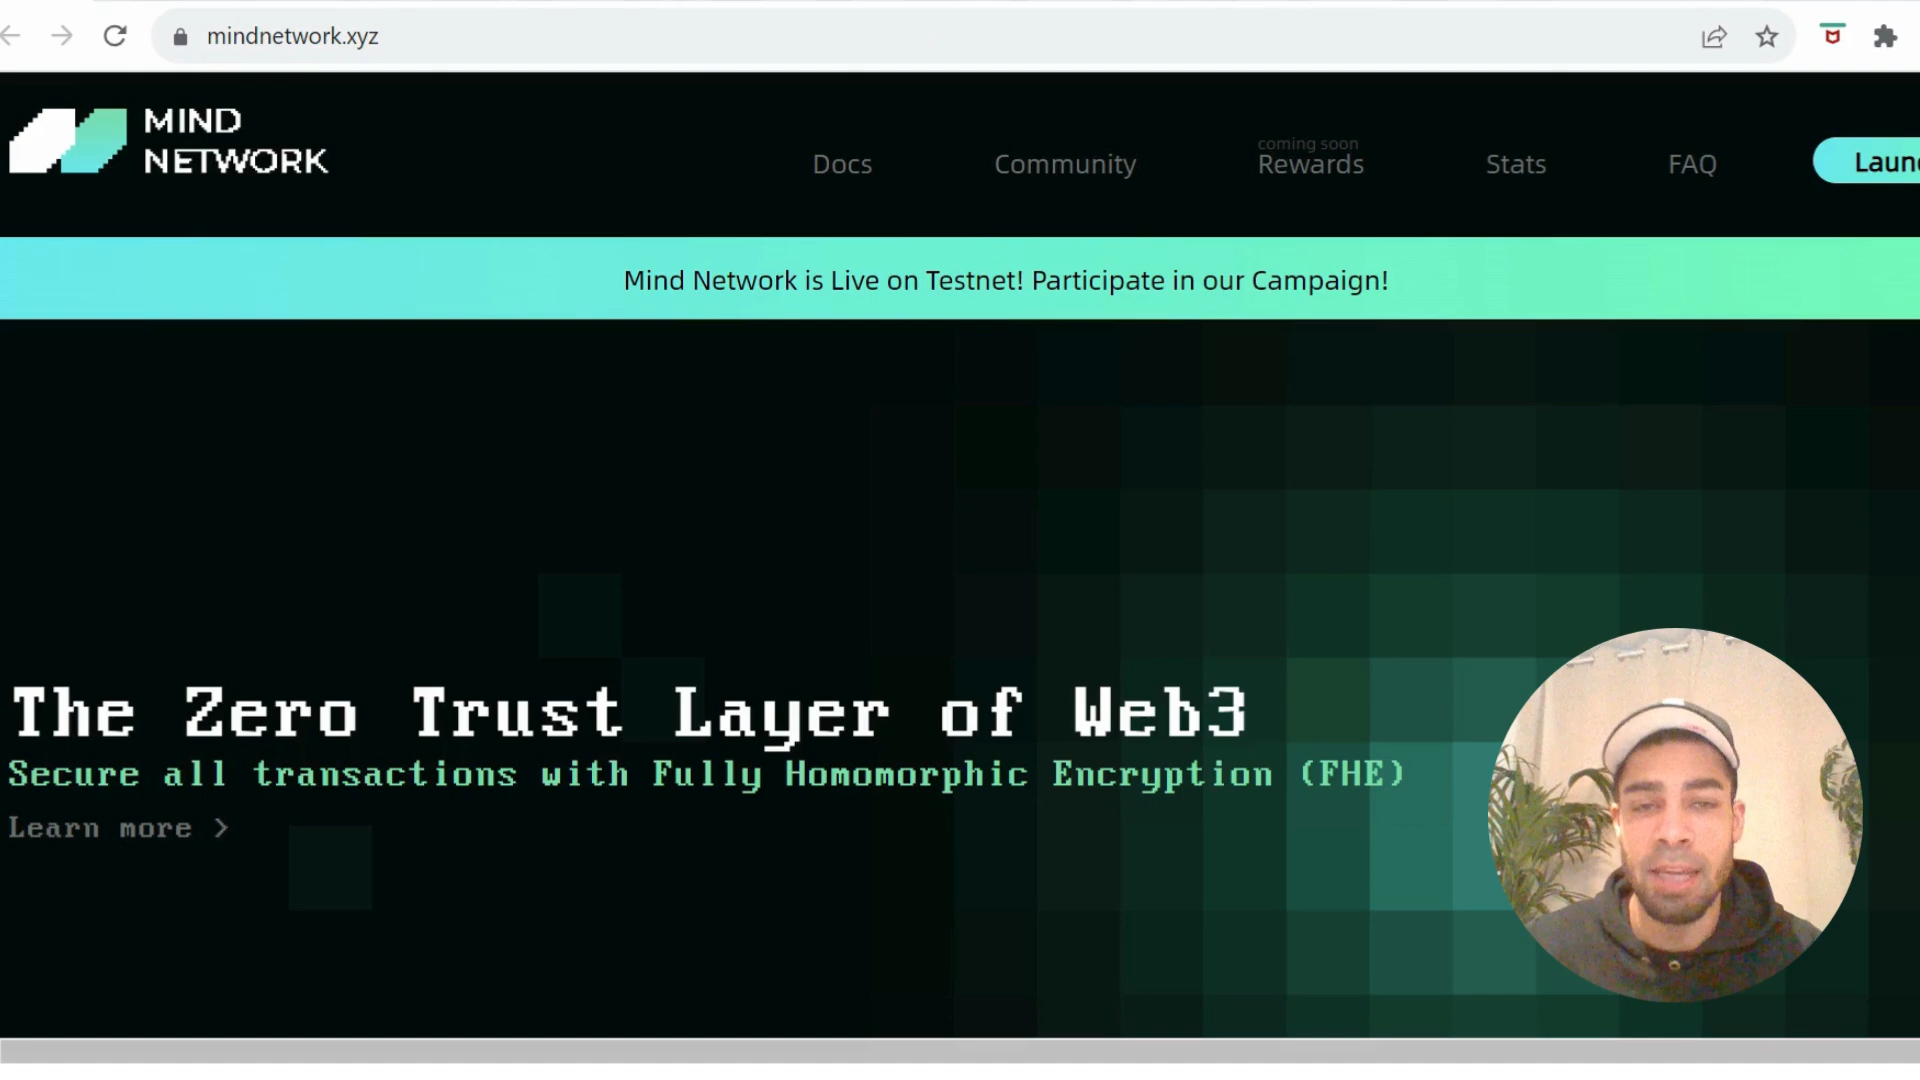 mindnetwork.xyz
MIND
NETWORK
Docs
Community
coming soon
Rewards
Stats
FAQ
Laun
Mind Network is Live on Testnet! Participate in our Campaign!
The Zero Trust Layer of Web3
Secure all transactions with Fully Homomorphic Encryption (FHE)
Learn more >